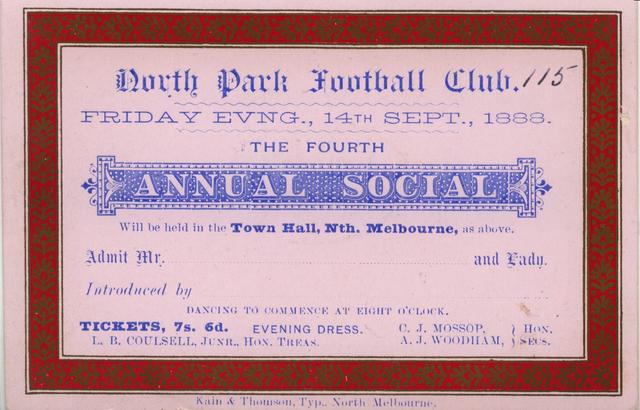 North Park Football Club. 115
FRIDAY EVNG., 14TH SEPT., 1888.
THE FOURTH
ANNUAL SOCIAL
Will be held in the Town Hall, Nth. Melbourne, as above.
Admit Mr. and Lady.
Introduced by
DANCING TO COMMENCE AT EIGHT O'CLOCK.
TICKETS, 7s. 6d. EVENING DRESS. C. J. MOSSOP, } HON.
L. B. COULSELL, JUNR., HON. TREAS. A. J. WOODHAM, } SECS.
Kain & Thomson, Typ., North Melbourne.